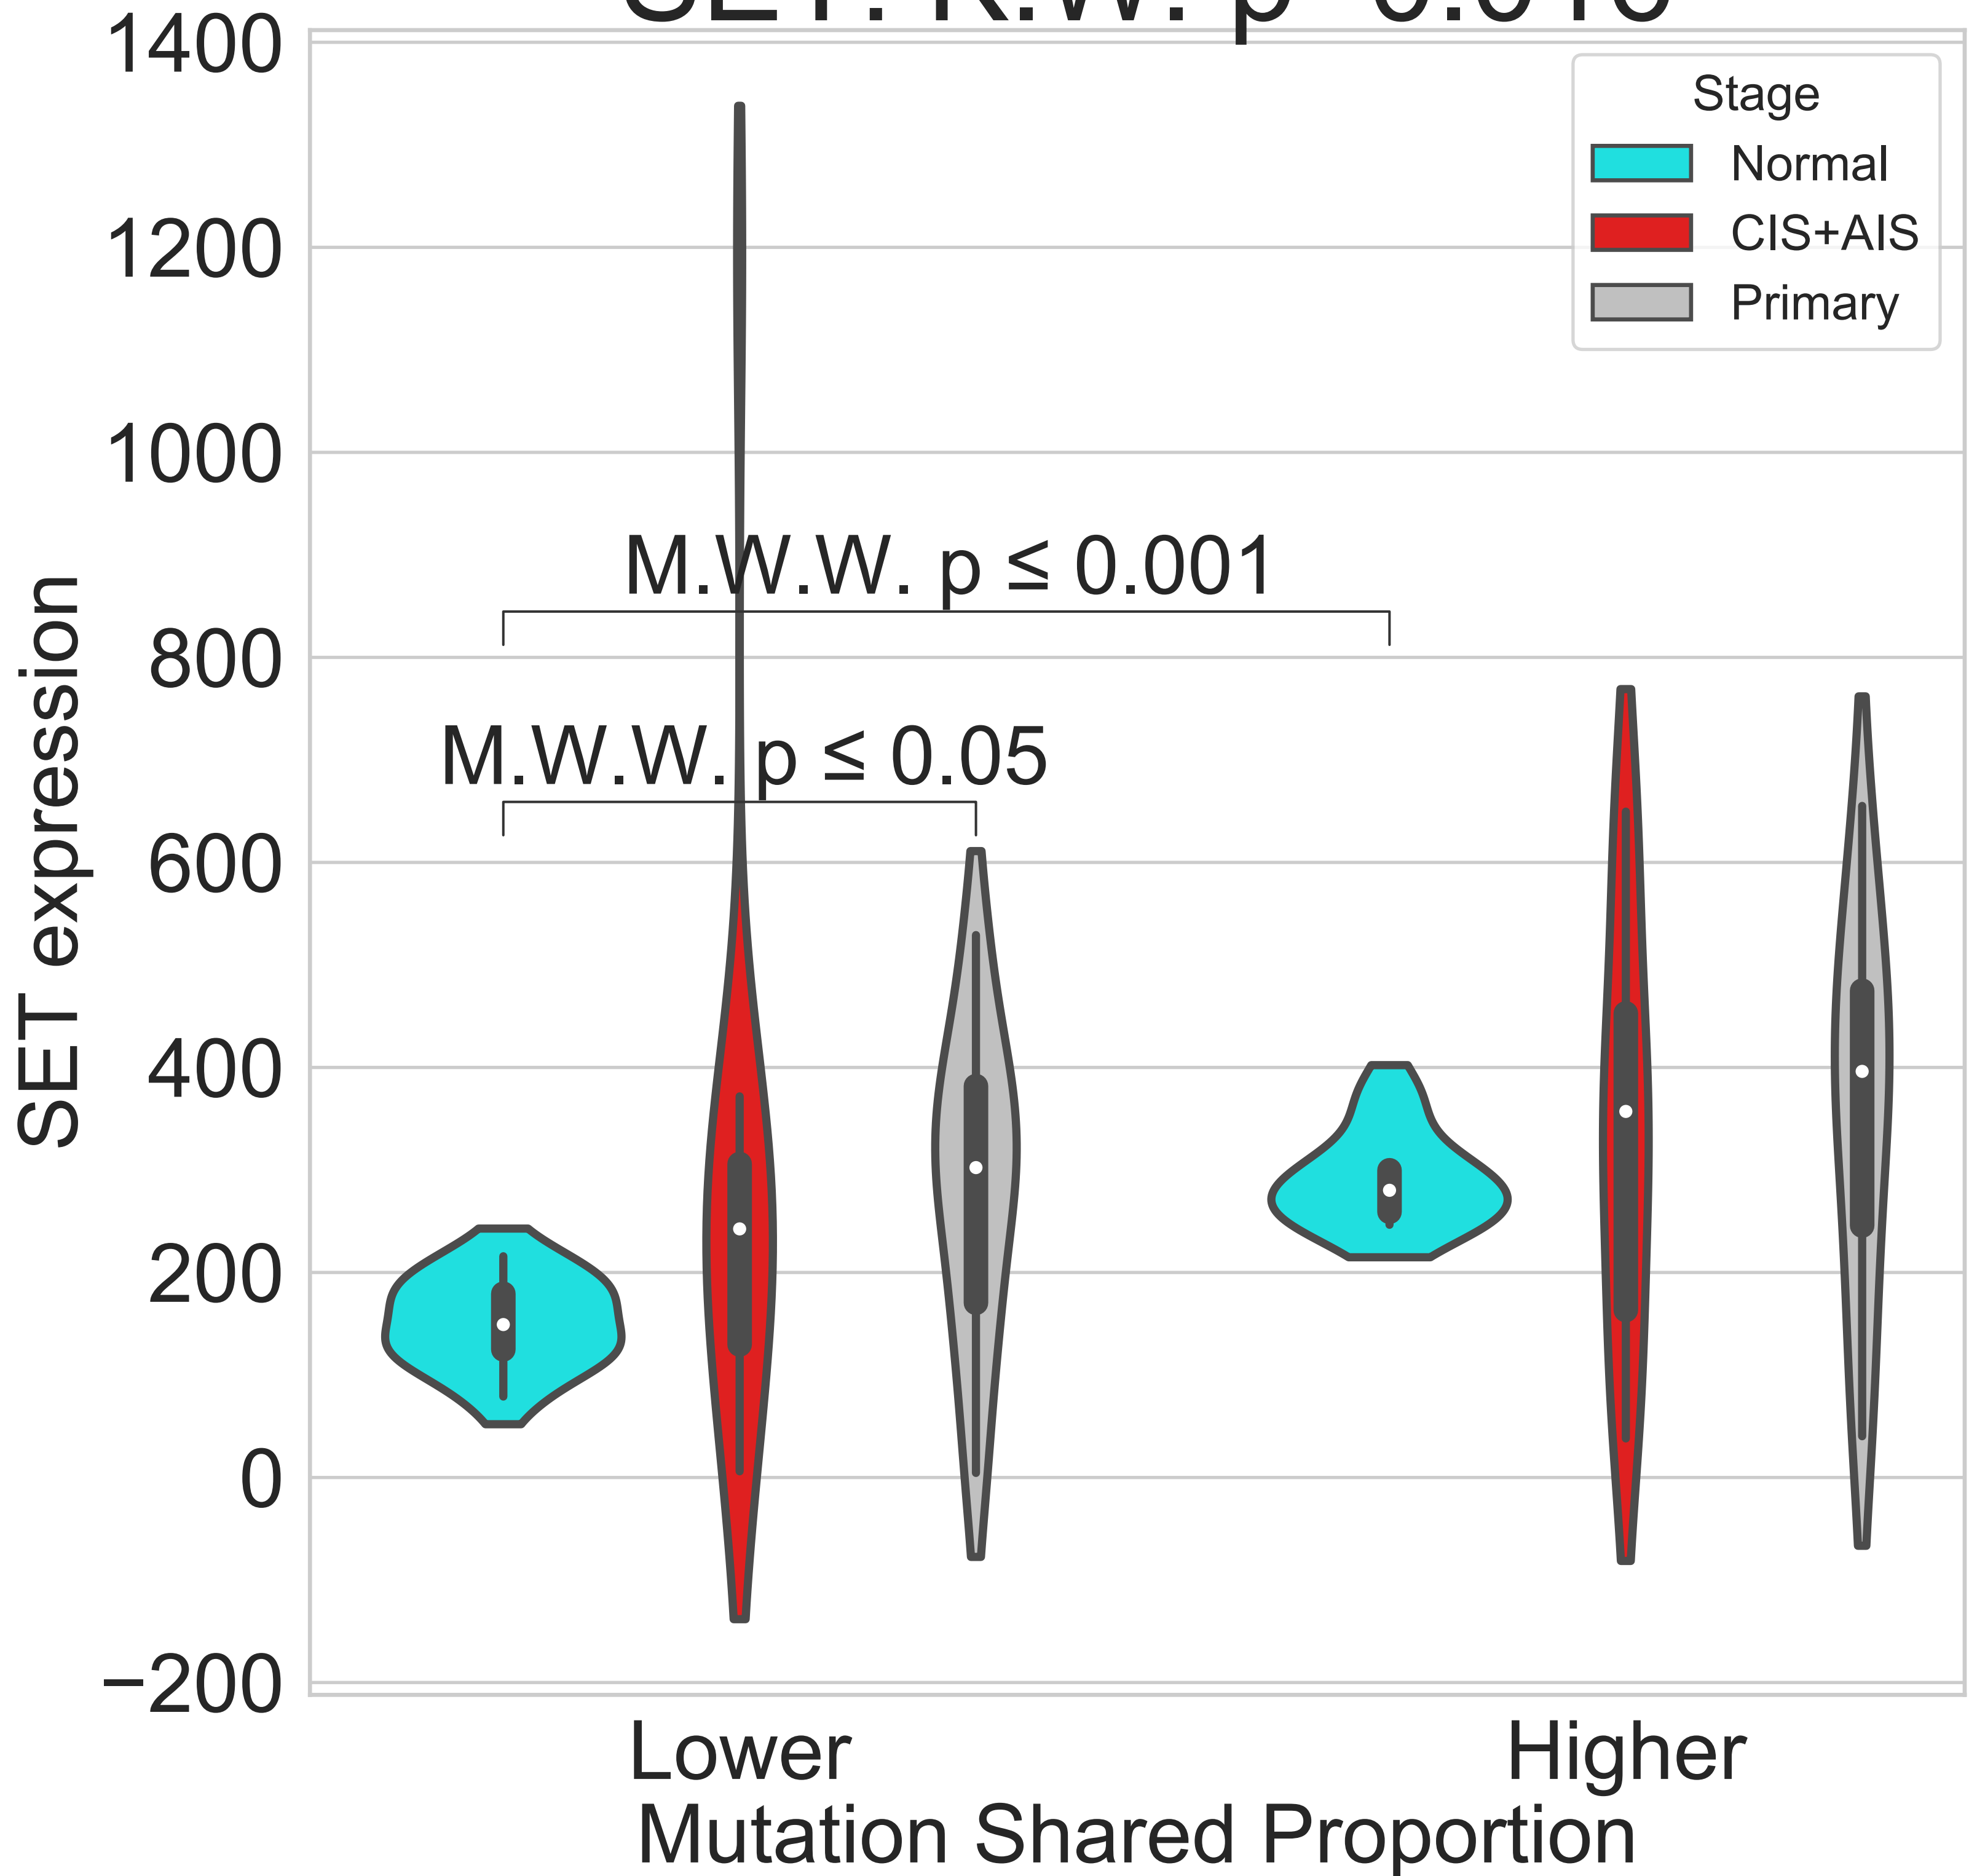 1400
1200
1000
800
600
400
200
0
−200
SET expression
Stage
Normal
CIS+AIS
Primary
M.W.W. p ≤ 0.001
M.W.W. p ≤ 0.05
Lower
Higher
Mutation Shared Proportion